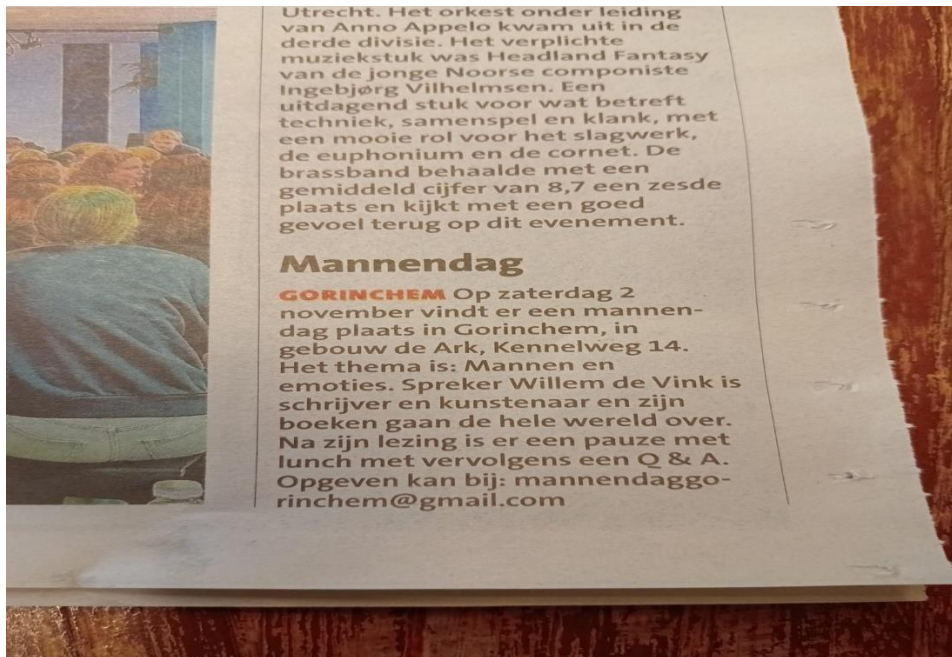 Utrecht. Het orkest onder leiding
van Anno Appelo kwam uit in de
derde divisie. Het verplichte
muziekstuk was Headland Fantasy
van de jonge Noorse componiste
Ingebjørg Vilhelmsen. Een
uitdagend stuk voor wat betreft
techniek, samenspel en klank, met
een mooie rol voor het slagwerk,
de euphonium en de cornet. De
brassband behaalde met een
gemiddeld cijfer van 8,7 een zesde
plaats en kijkt met een goed
gevoel terug op dit evenement.
Mannendag
GORINCHEM Op zaterdag 2
november vindt er een mannen-
dag plaats in Gorinchem, in
gebouw de Ark, Kennelweg 14.
Het thema is: Mannen en
emoties. Spreker Willem de Vink is
schrijver en kunstenaar en zijn
boeken gaan de hele wereld over.
Na zijn lezing is er een pauze met
lunch met vervolgens een Q & A.
Opgeven kan bij: mannendaggo-
rinchem@gmail.com